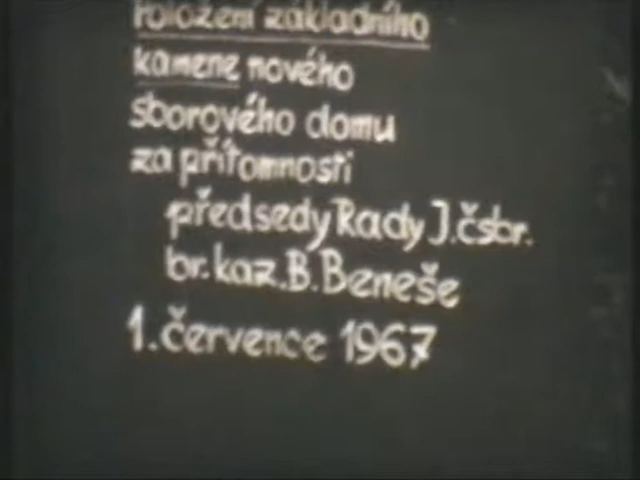 Položení základního
kamene nového
sborového domu
za přítomnosti
předsedy Rady J.čsbr.
br.kaz.B.Beneše
1.července 1967